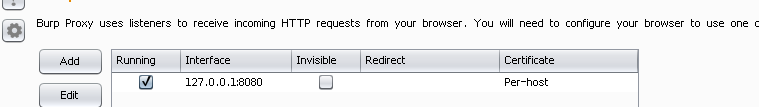 Burp Proxy uses listeners to receive incoming HTTP requests from your browser. You will need to configure your browser to use one
Add Running Interface Invisible Redirect Certificate
127.0.0.1:8080 Per-host
Edit